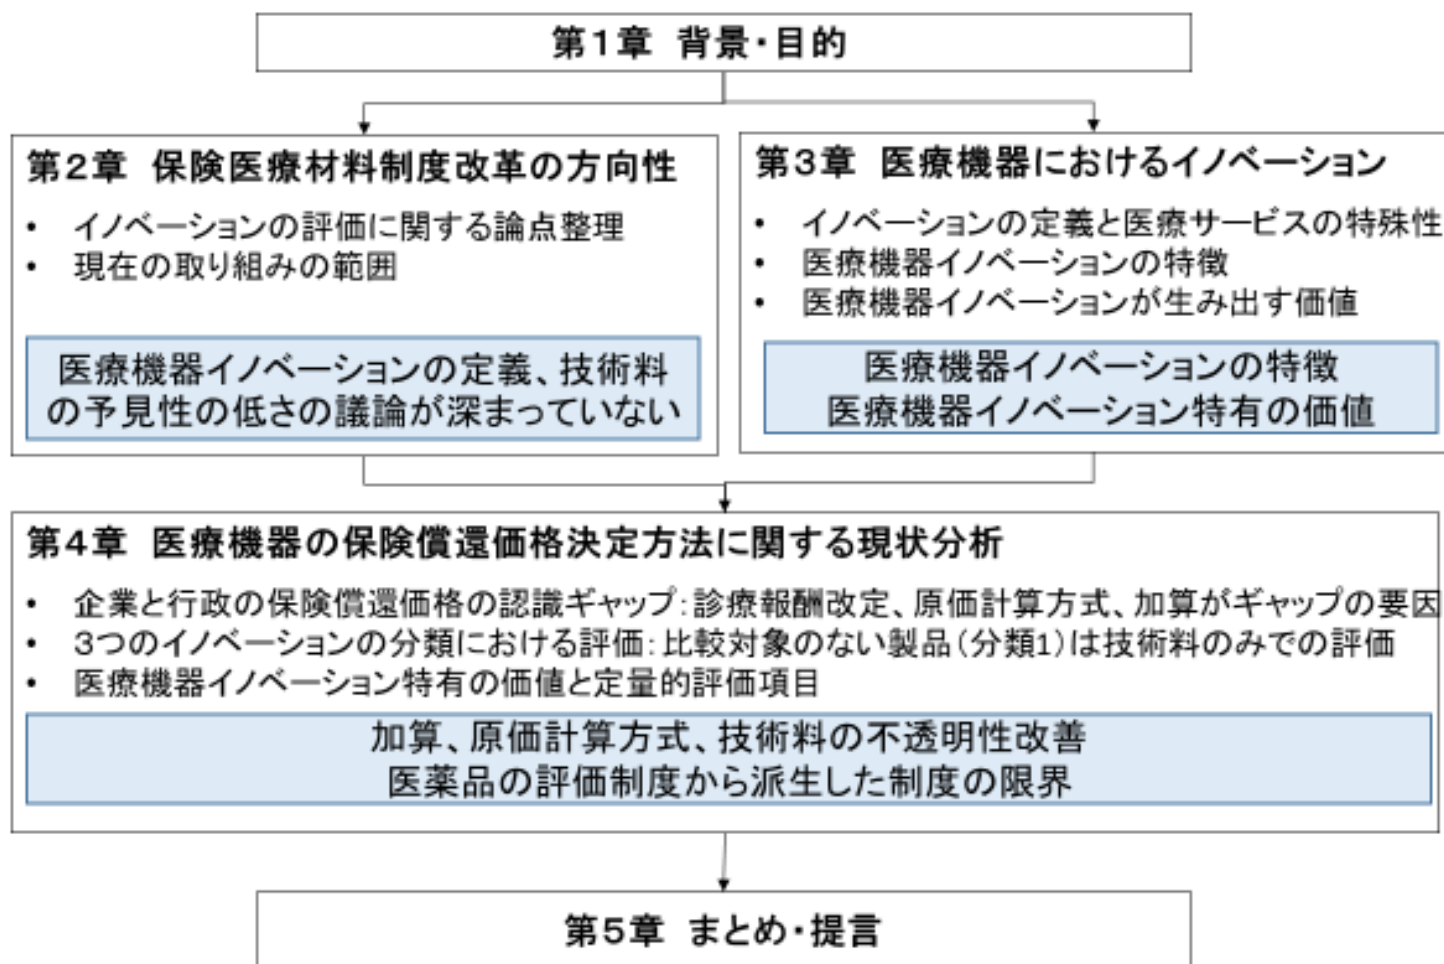 第1章 背景・目的
第2章 保険医療材料制度改革の方向性
• イノベーションの評価に関する論点整理
• 現在の取り組みの範囲
医療機器イノベーションの定義、技術料
の予見性の低さの議論が深まっていない
第3章 医療機器におけるイノベーション
• イノベーションの定義と医療サービスの特殊性
• 医療機器イノベーションの特徴
• 医療機器イノベーションが生み出す価値
医療機器イノベーションの特徴
医療機器イノベーション特有の価値
第4章 医療機器の保険償還価格決定方法に関する現状分析
• 企業と行政の保険償還価格の認識ギャップ：診療報酬改定、原価計算方式、加算がギャップの要因
• 3つのイノベーションの分類における評価：比較対象のない製品（分類1）は技術料のみでの評価
• 医療機器イノベーション特有の価値と定量的評価項目
加算、原価計算方式、技術料の不透明性改善
医薬品の評価制度から派生した制度の限界
第5章 まとめ・提言